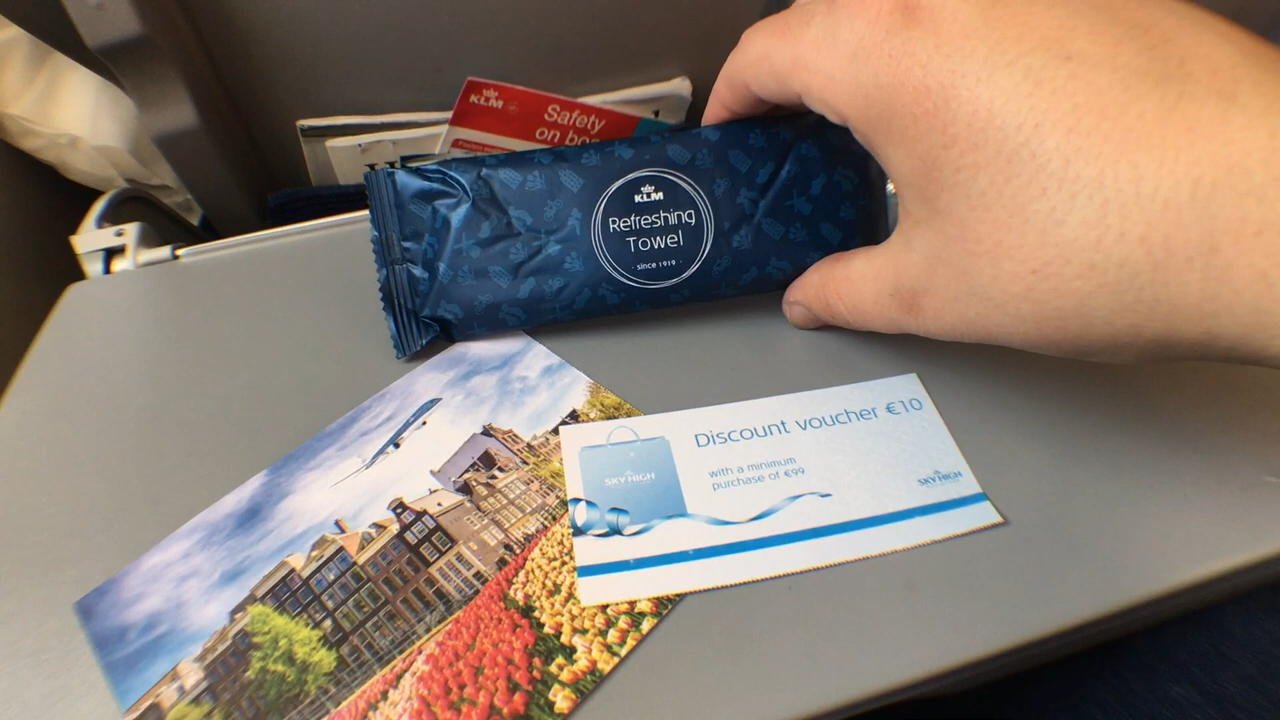 KLM
Safety
on
KLM
Refreshing
Towel
· since 1919 ·
Discount voucher €10
with a minimum
purchase of €99
SKY HIGH
SKY HIGH